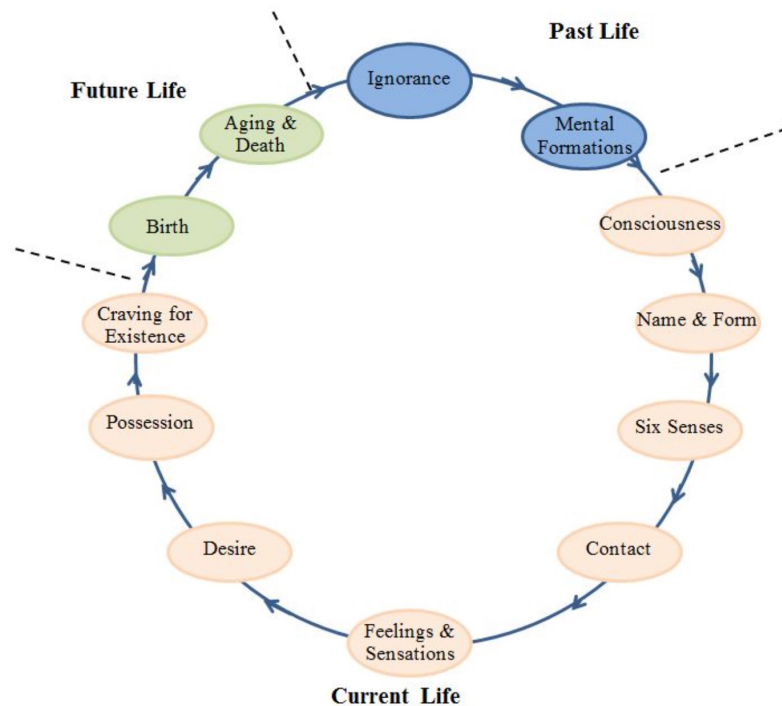 Past Life
Ignorance
Mental
Formations
Consciousness
Name & Form
Six Senses
Contact
Feelings &
Sensations
Current Life
Desire
Possession
Craving for
Existence
Birth
Aging &
Death
Future Life